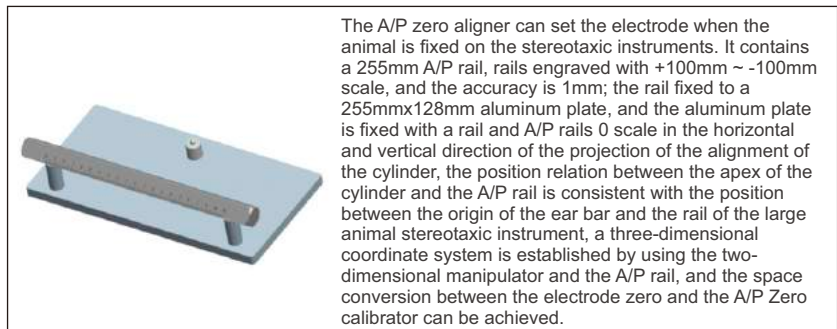 The A/P zero aligner can set the electrode when the
animal is fixed on the stereotaxic instruments. It contains
a 255mm A/P rail, rails engraved with +100mm ~ -100mm
scale, and the accuracy is 1mm; the rail fixed to a
255mmx128mm aluminum plate, and the aluminum plate
is fixed with a rail and A/P rails 0 scale in the horizontal
and vertical direction of the projection of the alignment of
the cylinder, the position relation between the apex of the
cylinder and the A/P rail is consistent with the position
between the origin of the ear bar and the rail of the large
animal stereotaxic instrument, a three-dimensional
coordinate system is established by using the two-
dimensional manipulator and the A/P rail, and the space
conversion between the electrode zero and the A/P Zero
calibrator can be achieved.